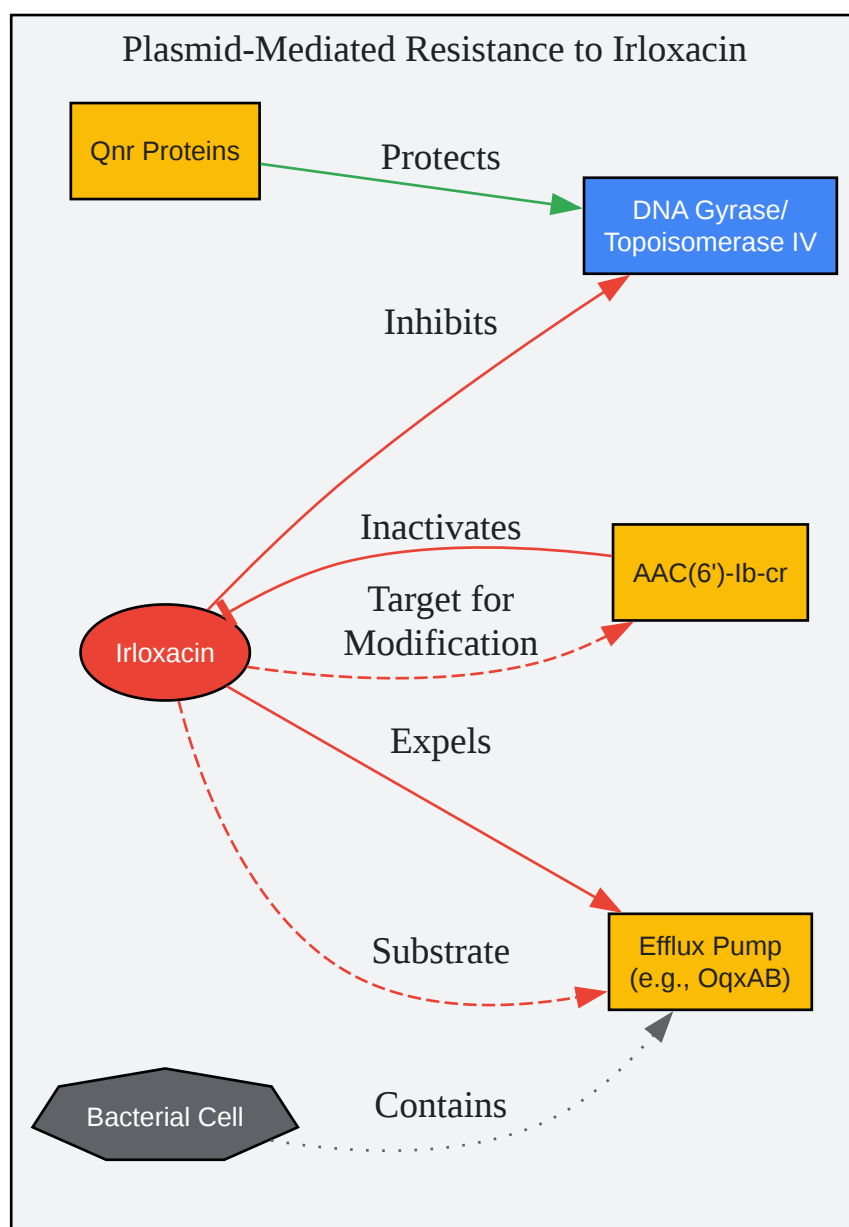 Plasmid-Mediated Resistance to Irloxacin
Qnr Proteins
Protects
DNA Gyrase/
Topoisomerase IV
Inhibits
Inactivates
AAC(6')-Ib-cr
Target for
Modification
Irloxacin
Expels
Substrate
Efflux Pump
(e.g., OqxAB)
Bacterial Cell
Contains